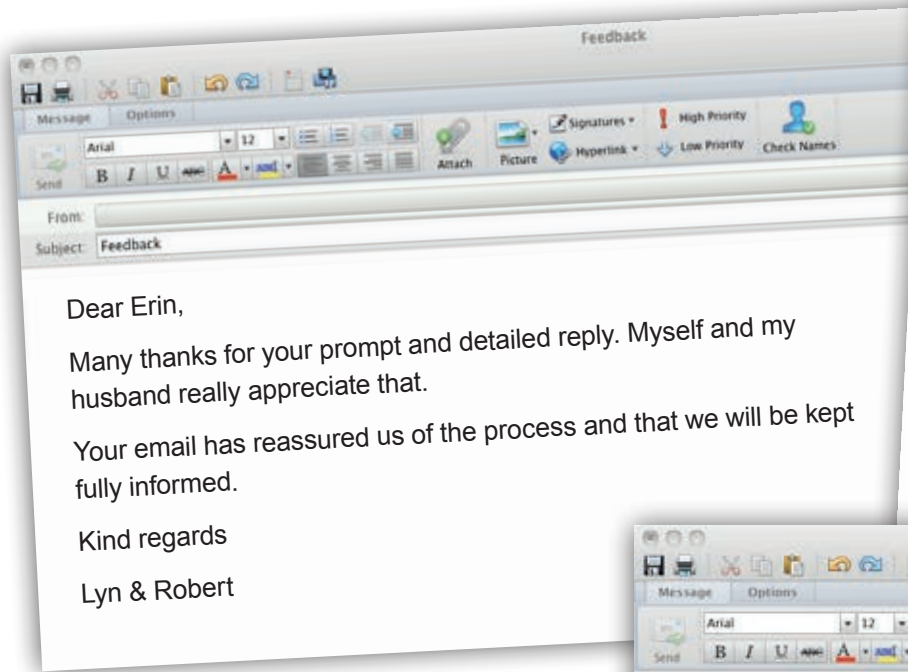 Feedback
Message Options
Arial 12
Signatures High Priority
Send B I U ABC A Attach Picture Hyperlink Low Priority Check Names
From:
Subject: Feedback
Dear Erin,
Many thanks for your prompt and detailed reply. Myself and my
husband really appreciate that.
Your email has reassured us of the process and that we will be kept
fully informed.
Kind regards
Lyn & Robert
Message Options
Arial 12
Send B I U ABC A